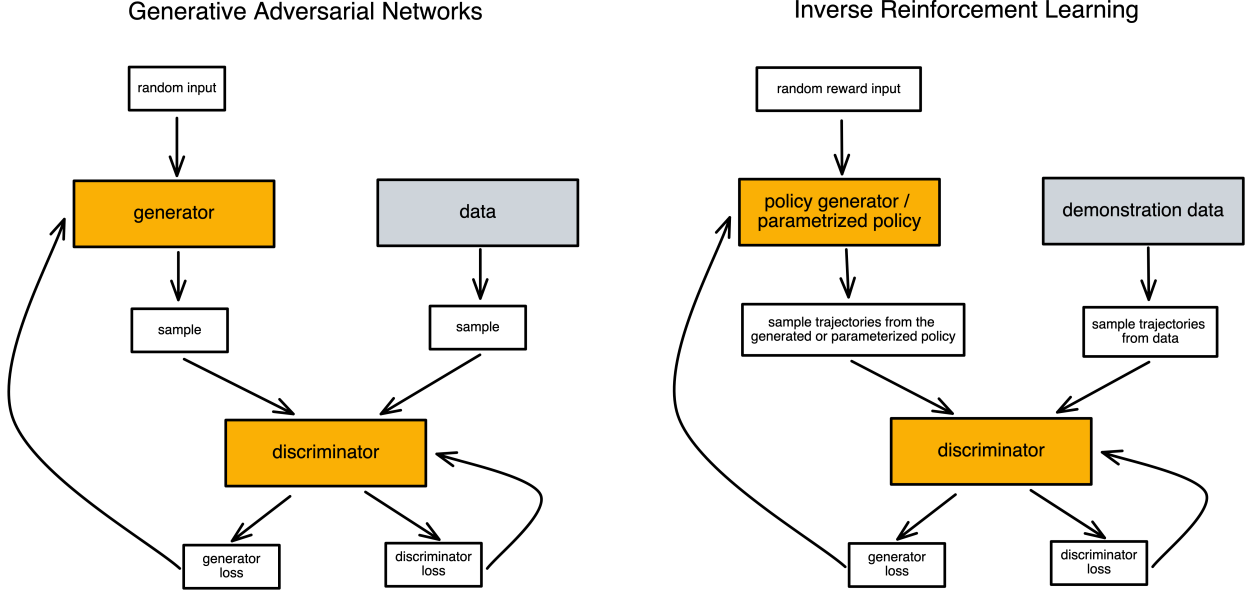 Generative Adversarial Networks
random input
generator
data
sample
sample
discriminator
generator
loss
discriminator
loss
Inverse Reinforcement Learning
random reward input
policy generator /
parametrized policy
demonstration data
sample trajectories from the
generated or parameterized policy
sample trajectories
from data
discriminator
generator
loss
discriminator
loss